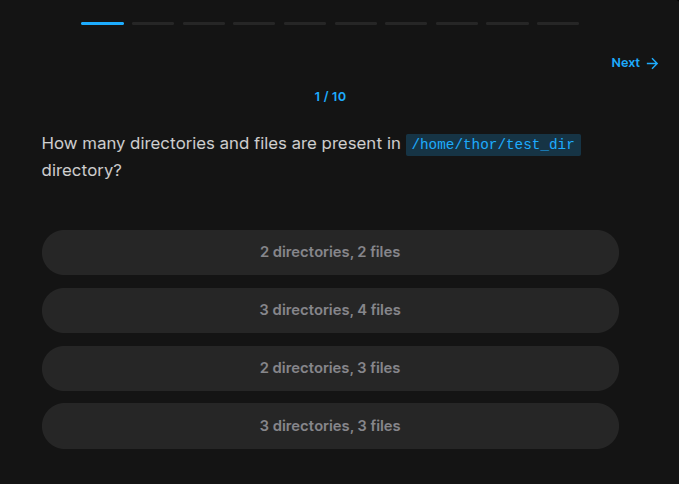 Next →
1 / 10
How many directories and files are present in /home/thor/test_dir
directory?
2 directories, 2 files
3 directories, 4 files
2 directories, 3 files
3 directories, 3 files